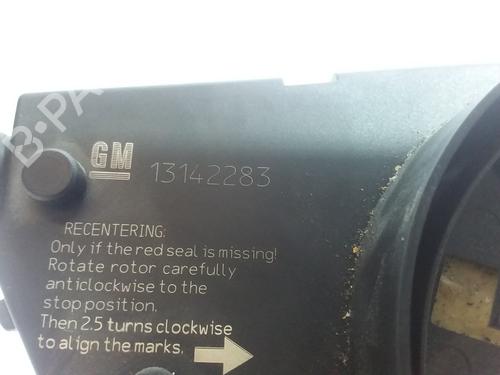 B-PA
GM 13142283
RECENTERING:
Only if the red seal is missing!
Rotate rotor carefully
anticlockwise to the
stop position.
Then 2.5 turns clockwise
to align the marks.